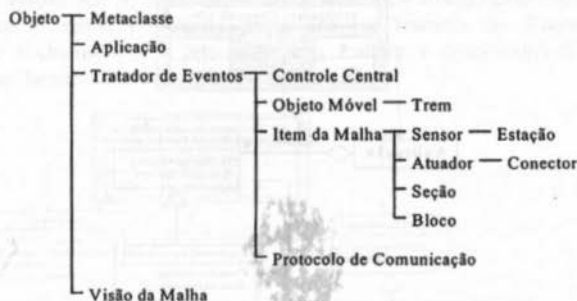 Objeto Metaclasse
Aplicação
Tratador de Eventos Controle Central
Objeto Móvel Trem
Item da Malha Sensor Estação
Atuador Conector
Seção
Bloco
Protocolo de Comunicação
Visão da Malha